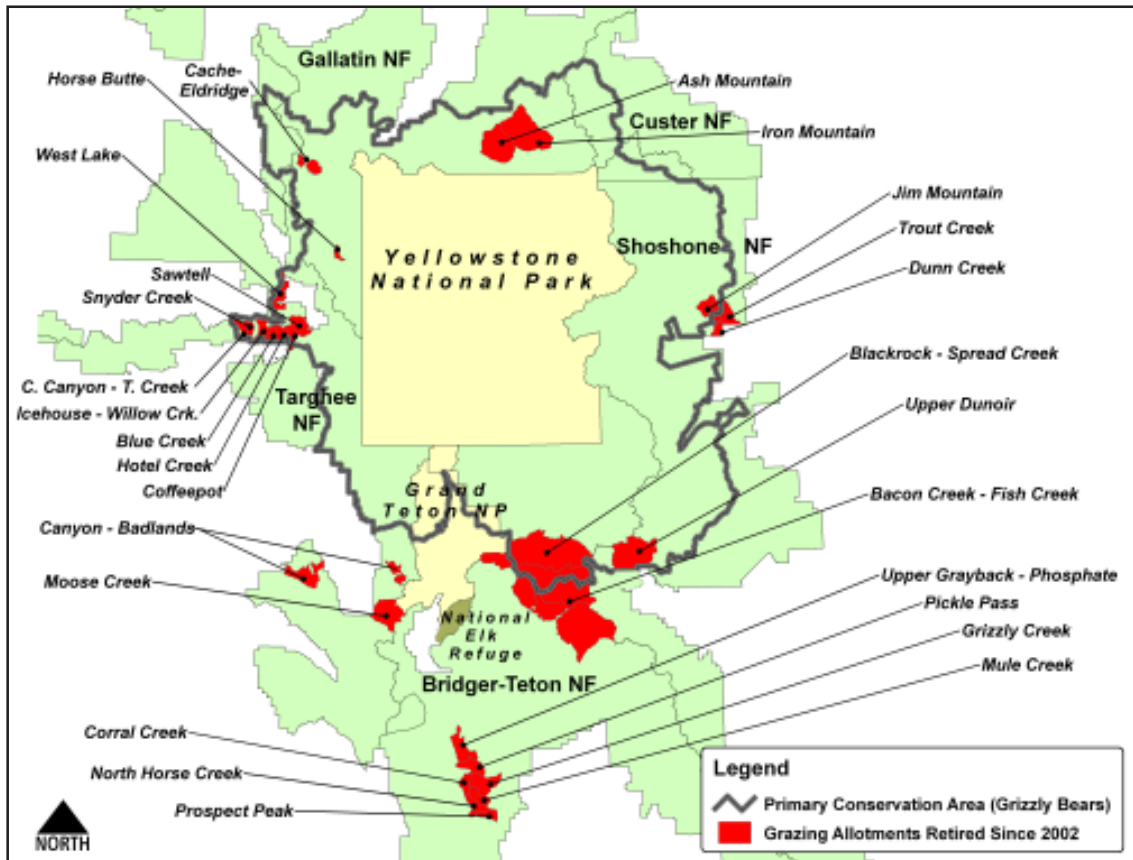 Gallatin NF
Cache-
Eldridge
Horse Butte
Ash Mountain
Custer NF
Iron Mountain
West Lake
Jim Mountain
Yellowstone
National Park
Shoshone NF
Trout Creek
Sawtell
Dunn Creek
Snyder Creek
Blackrock - Spread Creek
C. Canyon - T. Creek
Targhee
NF
Upper Dunoir
Icehouse - Willow Crk.
Blue Creek
Hotel Creek
Coffeepot
Grand
Teton NP
Bacon Creek - Fish Creek
Canyon - Badlands
Moose Creek
Upper Grayback - Phosphate
Pickle Pass
National
Elk
Refuge
Grizzly Creek
Mule Creek
Bridger-Teton NF
Corral Creek
North Horse Creek
Prospect Peak
NORTH
Legend
Primary Conservation Area (Grizzly Bears)
Grazing Allotments Retired Since 2002